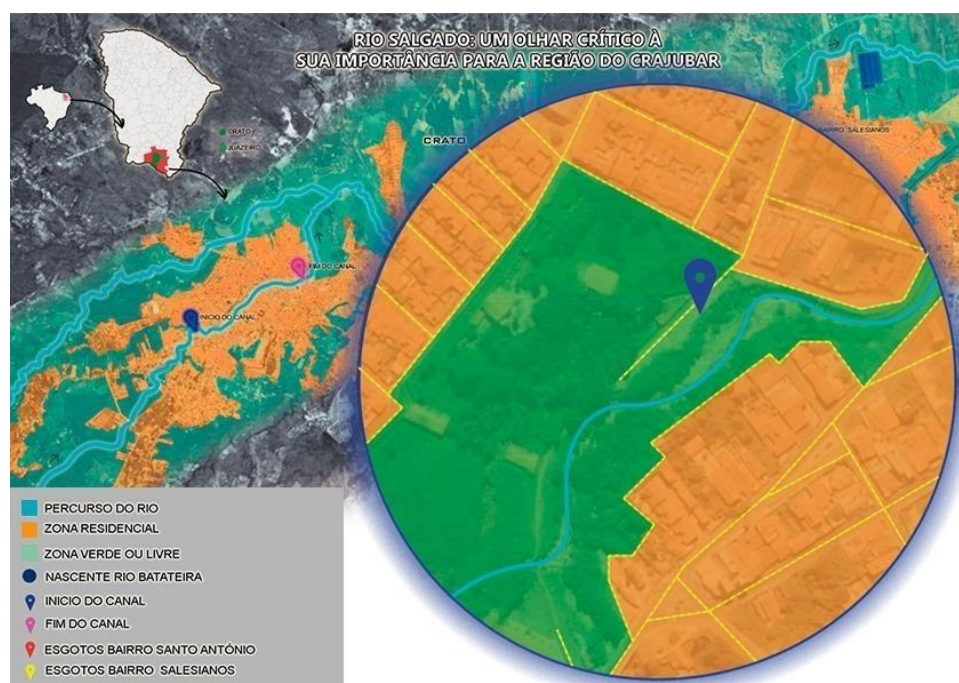 RIO SALGADO: UM OLHAR CRÍTICO À
SUA IMPORTÂNCIA PARA A REGIÃO DO CRAJUBAR
CRATO
JUAZEIRO
CRATO
BAIRRO SALESIANOS
FIM DO CANAL
INICIO DO CANAL
PERCURSO DO RIO
ZONA RESIDENCIAL
ZONA VERDE OU LIVRE
NASCENTE RIO BATATEIRA
INICIO DO CANAL
FIM DO CANAL
ESGOTOS BAIRRO SANTO ANTÔNIO
ESGOTOS BAIRRO SALESIANOS